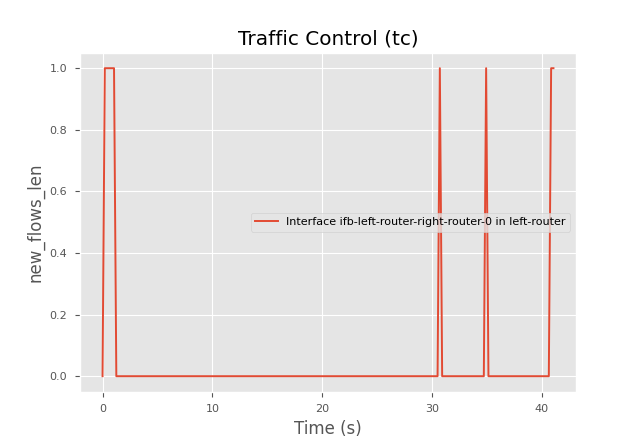 Traffic Control (tc)
1.0
0.8
0.6
0.4
0.2
0.0
new_flows_len
Interface ifb-left-router-right-router-0 in left-router
0 10 20 30 40
Time (s)